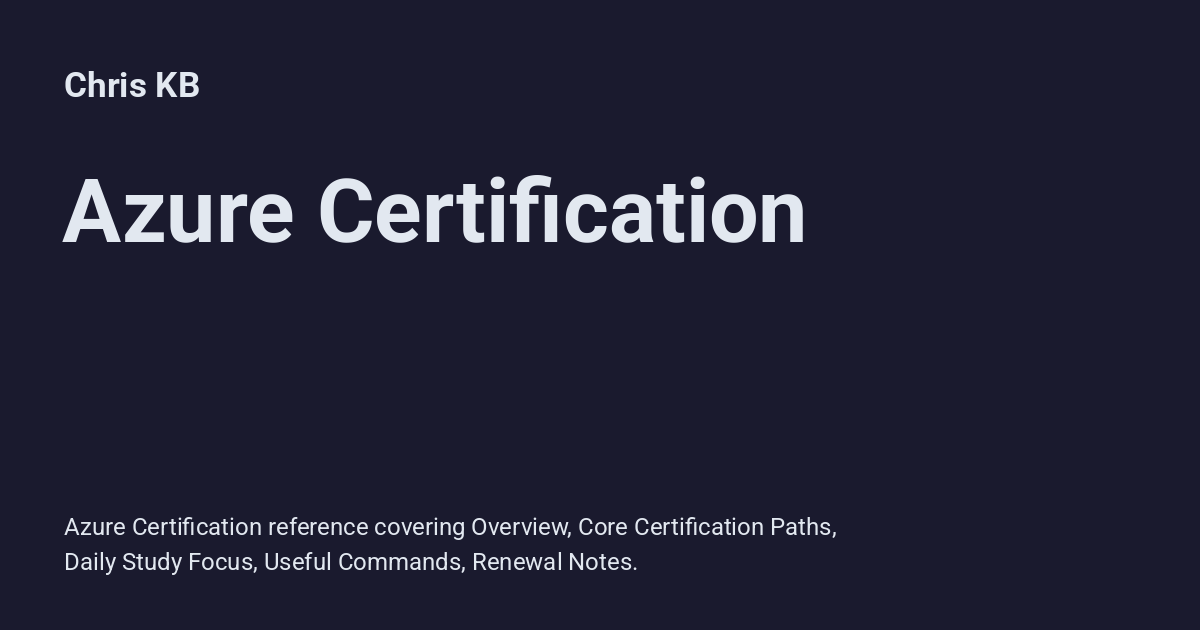 Chris KB
Azure Certification
Azure Certification reference covering Overview, Core Certification Paths,
Daily Study Focus, Useful Commands, Renewal Notes.